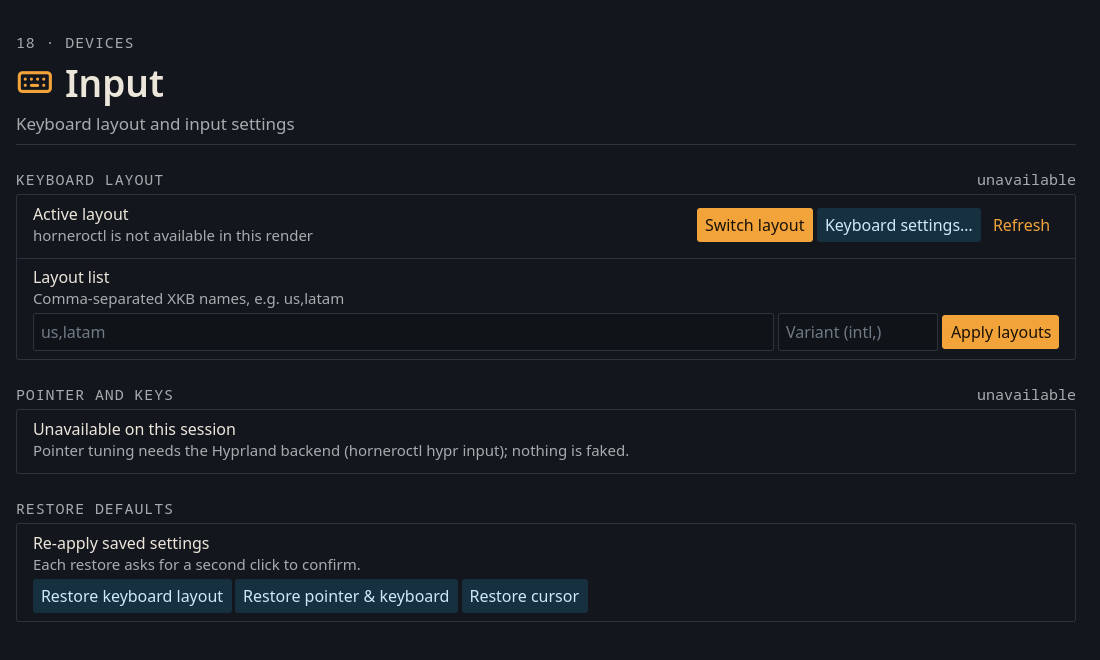 18 · DEVICES
Input
Keyboard layout and input settings
KEYBOARD LAYOUT unavailable
Active layout
horneroctl is not available in this render
Switch layout Keyboard settings... Refresh
Layout list
Comma-separated XKB names, e.g. us,latam
us,latam Variant (intl,) Apply layouts
POINTER AND KEYS unavailable
Unavailable on this session
Pointer tuning needs the Hyprland backend (horneroctl hypr input); nothing is faked.
RESTORE DEFAULTS
Re-apply saved settings
Each restore asks for a second click to confirm.
Restore keyboard layout Restore pointer & keyboard Restore cursor